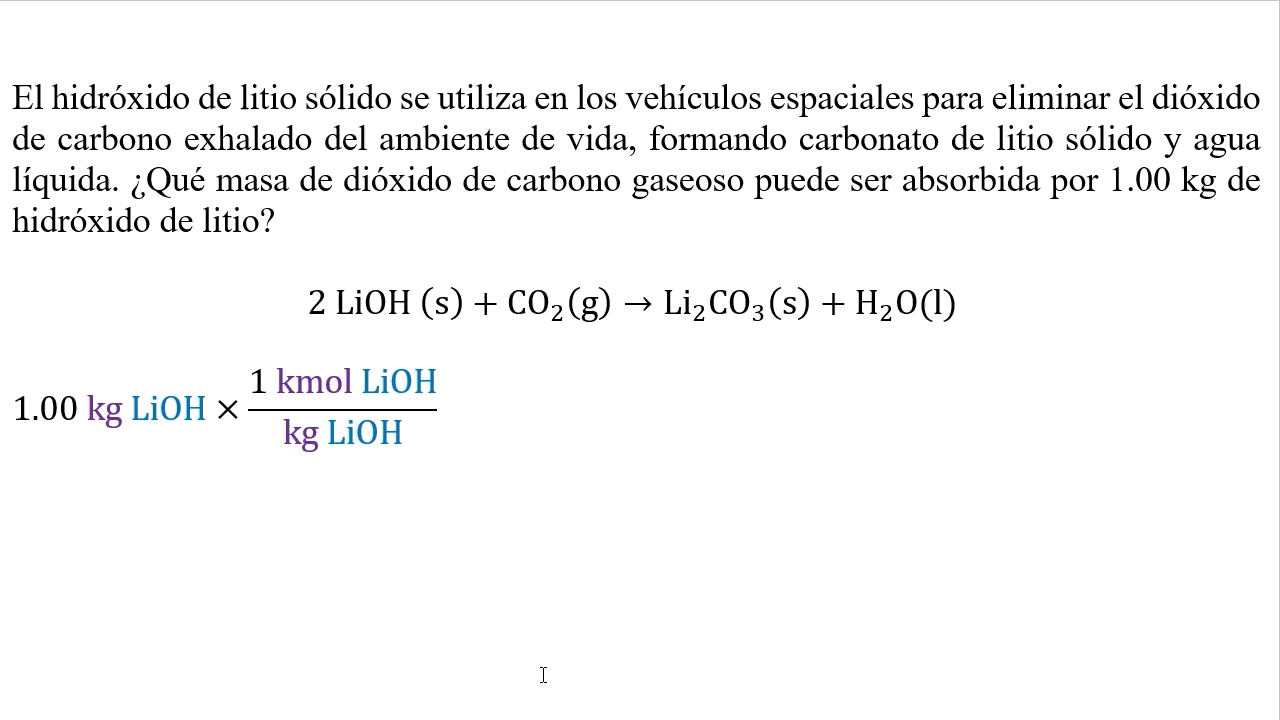 El hidróxido de litio sólido se utiliza en los vehículos espaciales para eliminar el dióxido
de carbono exhalado del ambiente de vida, formando carbonato de litio sólido y agua
líquida. ¿Qué masa de dióxido de carbono gaseoso puede ser absorbida por 1.00 kg de
hidróxido de litio?
2 LiOH (s) + CO₂(g) → Li₂CO₃(s) + H₂O(l)
1 kmol LiOH
1.00 kg LiOH ×
kg LiOH